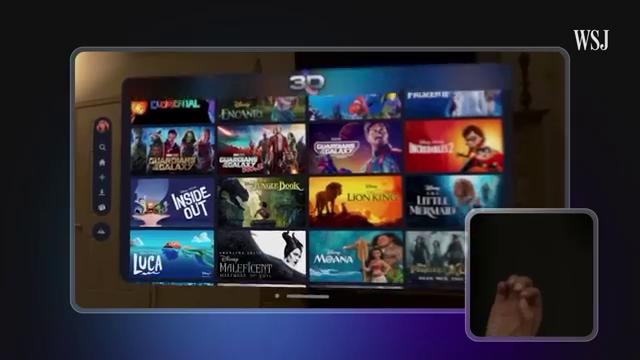 WSJ
3D
ELEMENTAL
Disney
ENCANTO
FROZEN II
GUARDIANS
OF THE
GALAXY
GUARDIANS
OF THE
GALAXY
GUARDIANS
OF THE
GALAXY
INCREDIBLES 2
INSIDE
OUT
THE
JUNGLE BOOK
Disney
THE
LION KING
Disney
THE
LITTLE
MERMAID
LUCA
Disney
MALEFICENT
Disney
MOANA